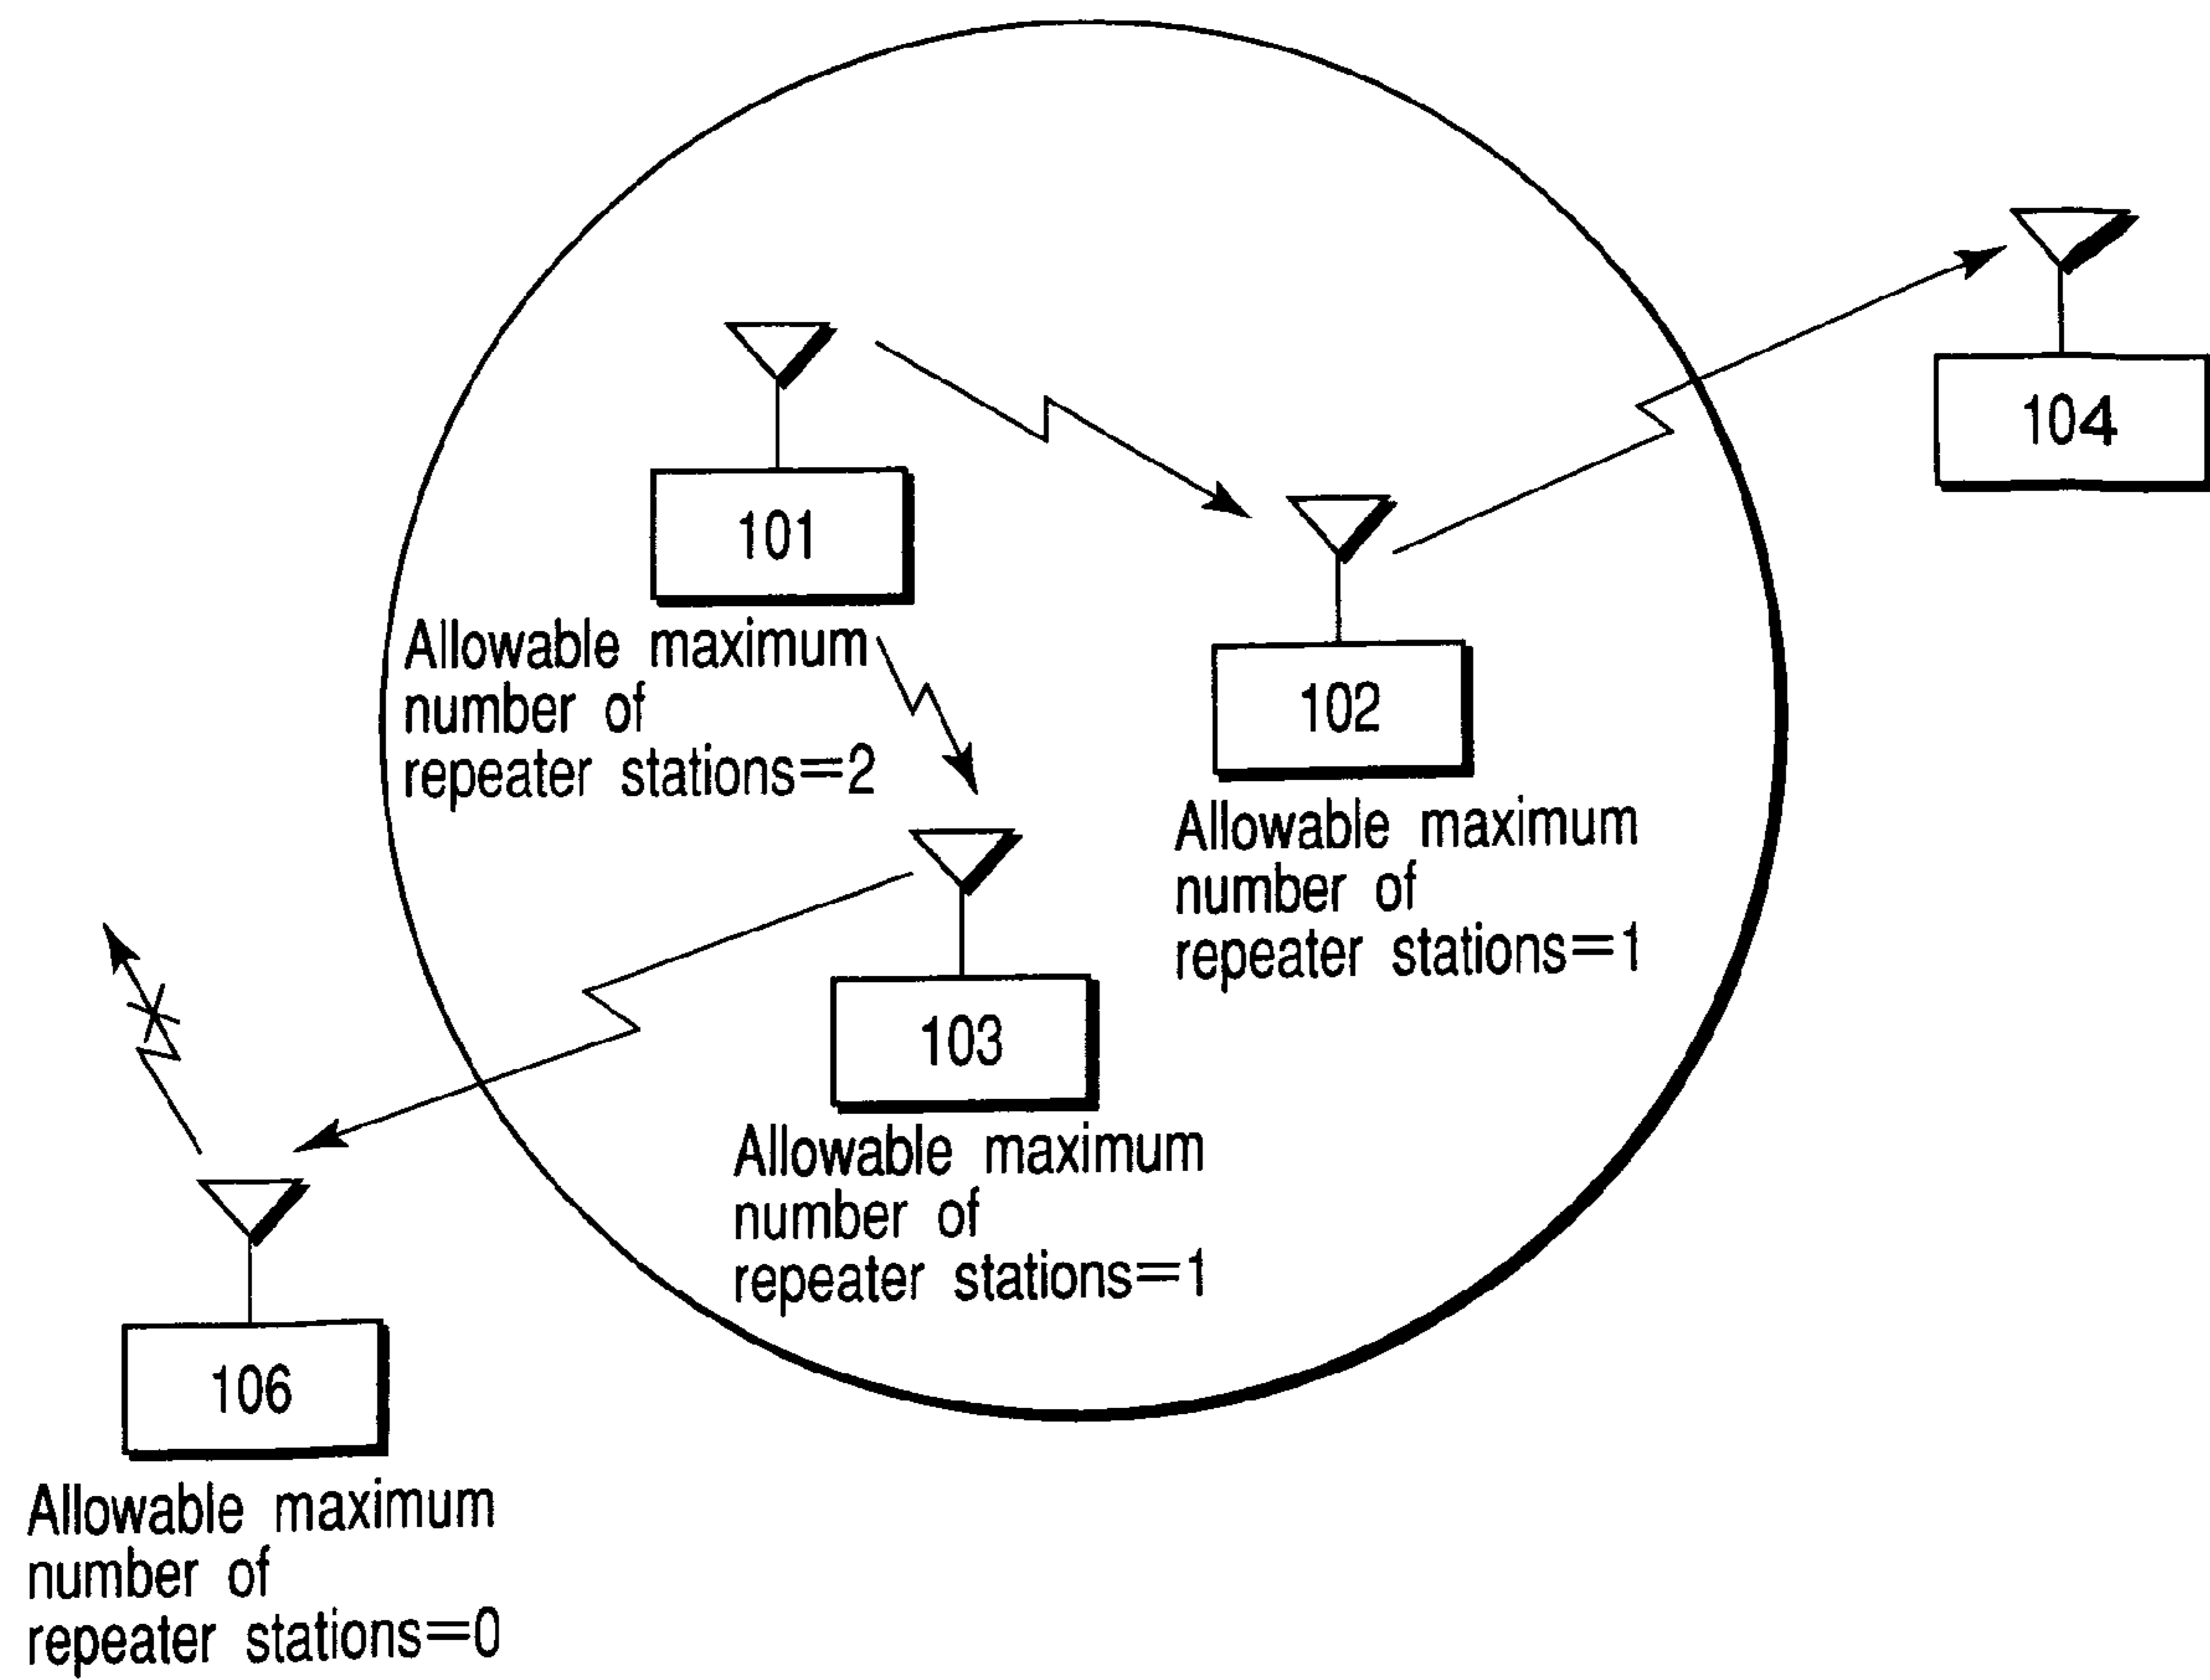 104
101
Allowable maximum
number of
repeater stations=2
102
Allowable maximum
number of
repeater stations=1
103
Allowable maximum
number of
repeater stations=1
106
Allowable maximum
number of
repeater stations=0